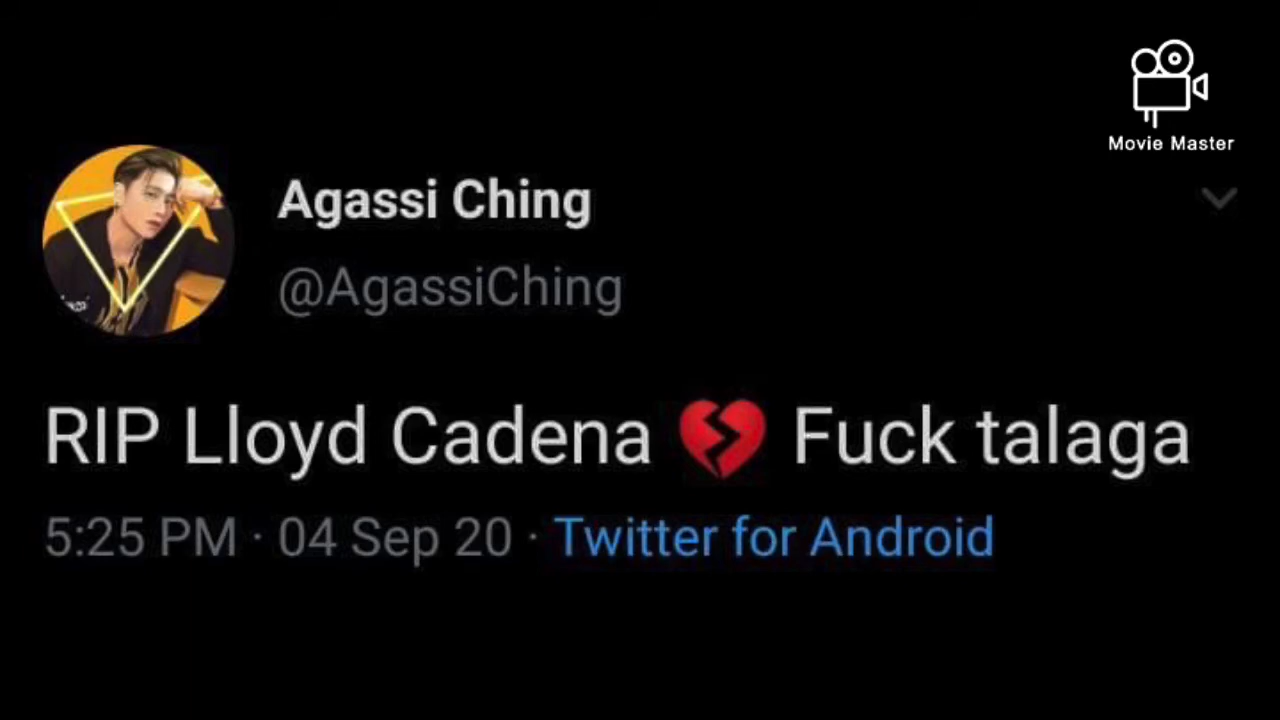 Movie Master
Agassi Ching
@AgassiChing
RIP Lloyd Cadena 💔 Fuck talaga
5:25 PM · 04 Sep 20 · Twitter for Android